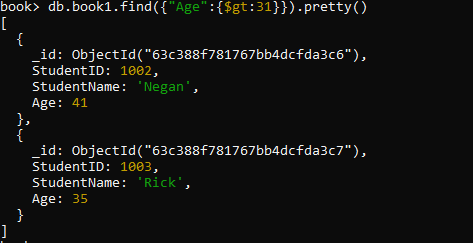 book> db.book1.find({"Age":{$gt:31}}).pretty()
[
  {
    _id: ObjectId("63c388f781767bb4dcfda3c6"),
    StudentID: 1002,
    StudentName: 'Negan',
    Age: 41
  },
  {
    _id: ObjectId("63c388f781767bb4dcfda3c7"),
    StudentID: 1003,
    StudentName: 'Rick',
    Age: 35
  }
]